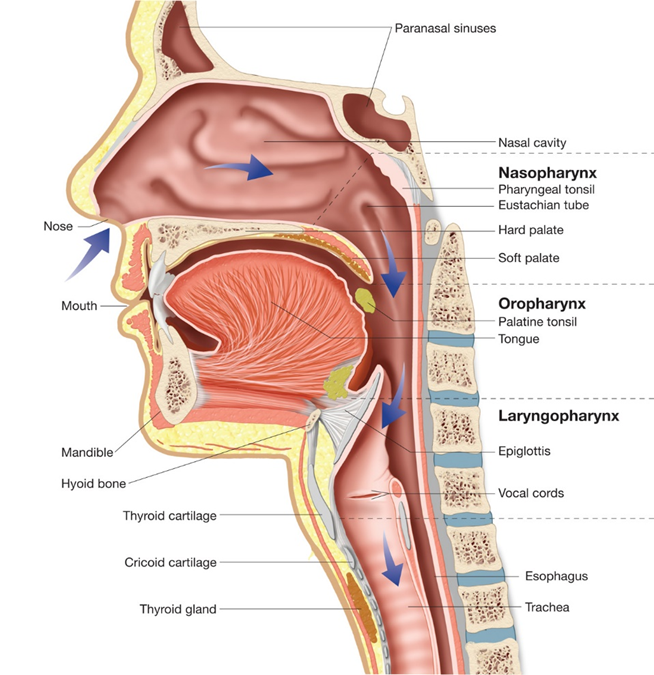 Paranasal sinuses
Nasal cavity
Nasopharynx
Pharyngeal tonsil
Eustachian tube
Nose
Hard palate
Soft palate
Mouth
Oropharynx
Palatine tonsil
Tongue
Laryngopharynx
Mandible
Epiglottis
Hyoid bone
Vocal cords
Thyroid cartilage
Cricoid cartilage
Esophagus
Thyroid gland
Trachea